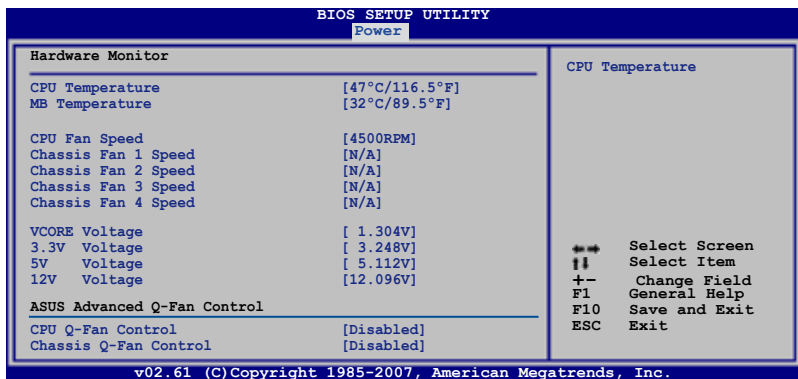 BIOS SETUP UTILITY
Power
Hardware Monitor
CPU Temperature [47°C/116.5°F]
MB Temperature [32°C/89.5°F]
CPU Fan Speed [4500RPM]
Chassis Fan 1 Speed [N/A]
Chassis Fan 2 Speed [N/A]
Chassis Fan 3 Speed [N/A]
Chassis Fan 4 Speed [N/A]
VCORE Voltage [ 1.304V]
3.3V Voltage [ 3.248V]
5V Voltage [ 5.112V]
12V Voltage [12.096V]
ASUS Advanced Q-Fan Control
CPU Q-Fan Control [Disabled]
Chassis Q-Fan Control [Disabled]
CPU Temperature
←→ Select Screen
↑↓ Select Item
+- Change Field
F1 General Help
F10 Save and Exit
ESC Exit
v02.61 (C)Copyright 1985-2007, American Megatrends, Inc.